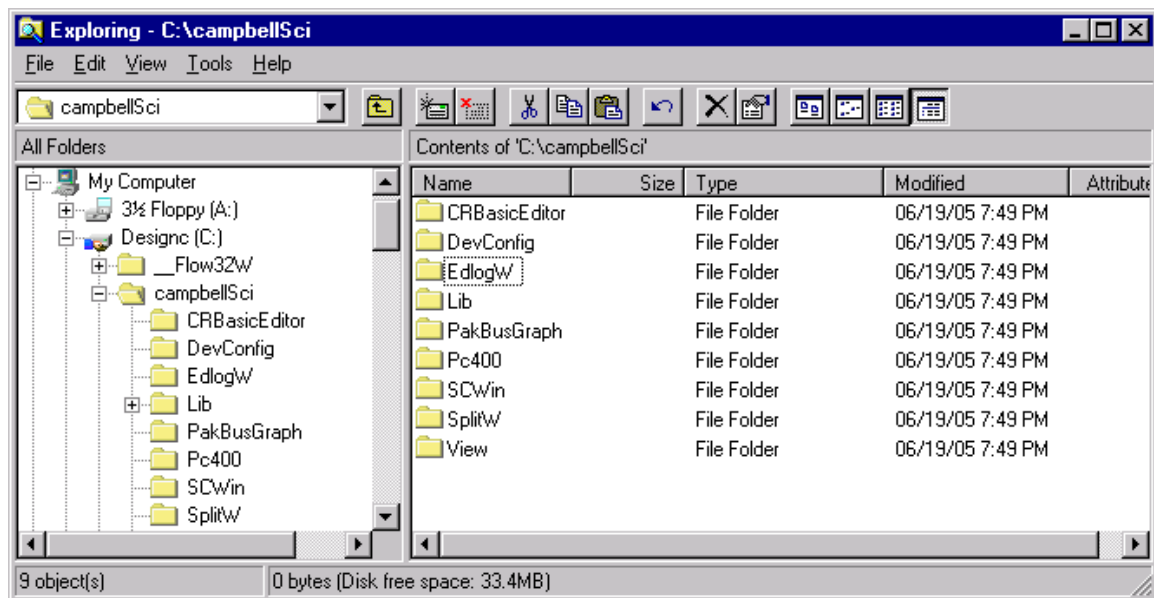 Exploring - C:\campbellSci
File Edit View Tools Help
campbellSci
All Folders
Contents of 'C:\campbellSci'
My Computer
3½ Floppy (A:)
Designc (C:)
__Flow32W
campbellSci
CRBasicEditor
DevConfig
EdlogW
Lib
PakBusGraph
Pc400
SCWin
SplitW
Name Size Type Modified Attribute
CRBasicEditor File Folder 06/19/05 7:49 PM
DevConfig File Folder 06/19/05 7:49 PM
EdlogW File Folder 06/19/05 7:49 PM
Lib File Folder 06/19/05 7:49 PM
PakBusGraph File Folder 06/19/05 7:49 PM
Pc400 File Folder 06/19/05 7:49 PM
SCWin File Folder 06/19/05 7:49 PM
SplitW File Folder 06/19/05 7:49 PM
View File Folder 06/19/05 7:49 PM
9 object(s) 0 bytes (Disk free space: 33.4MB)